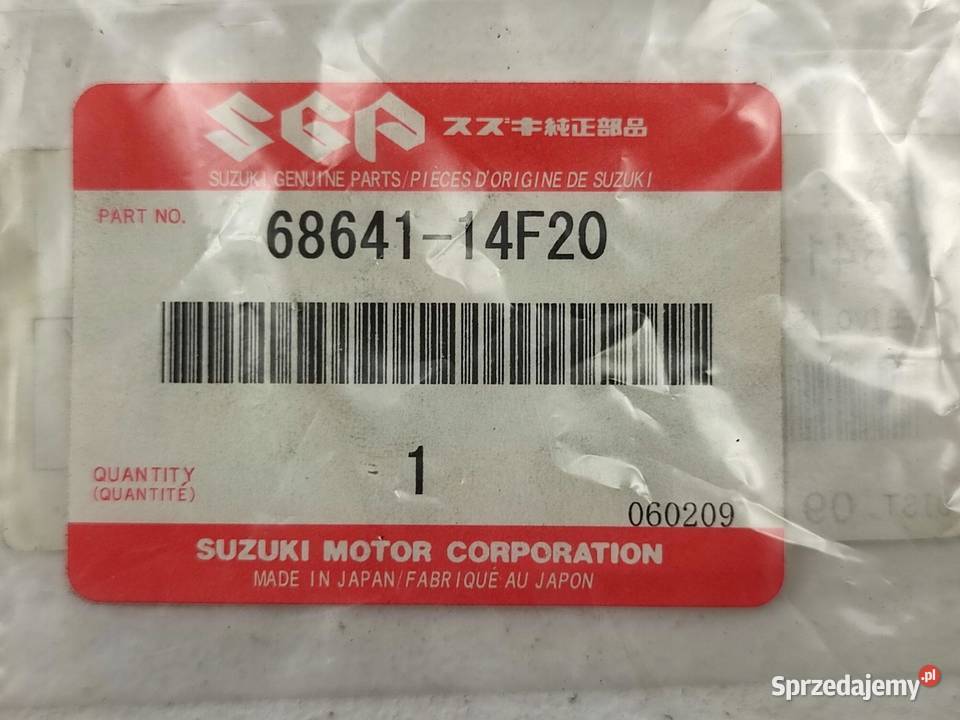 SGP スズキ純正部品
SUZUKI GENUINE PARTS/PIÈCES D'ORIGINE DE SUZUKI
PART NO. 68641-14F20
QUANTITY 1
(QUANTITÉ)
060209
SUZUKI MOTOR CORPORATION
MADE IN JAPAN/FABRIQUÉ AU JAPON
Sprzedajemy.pl